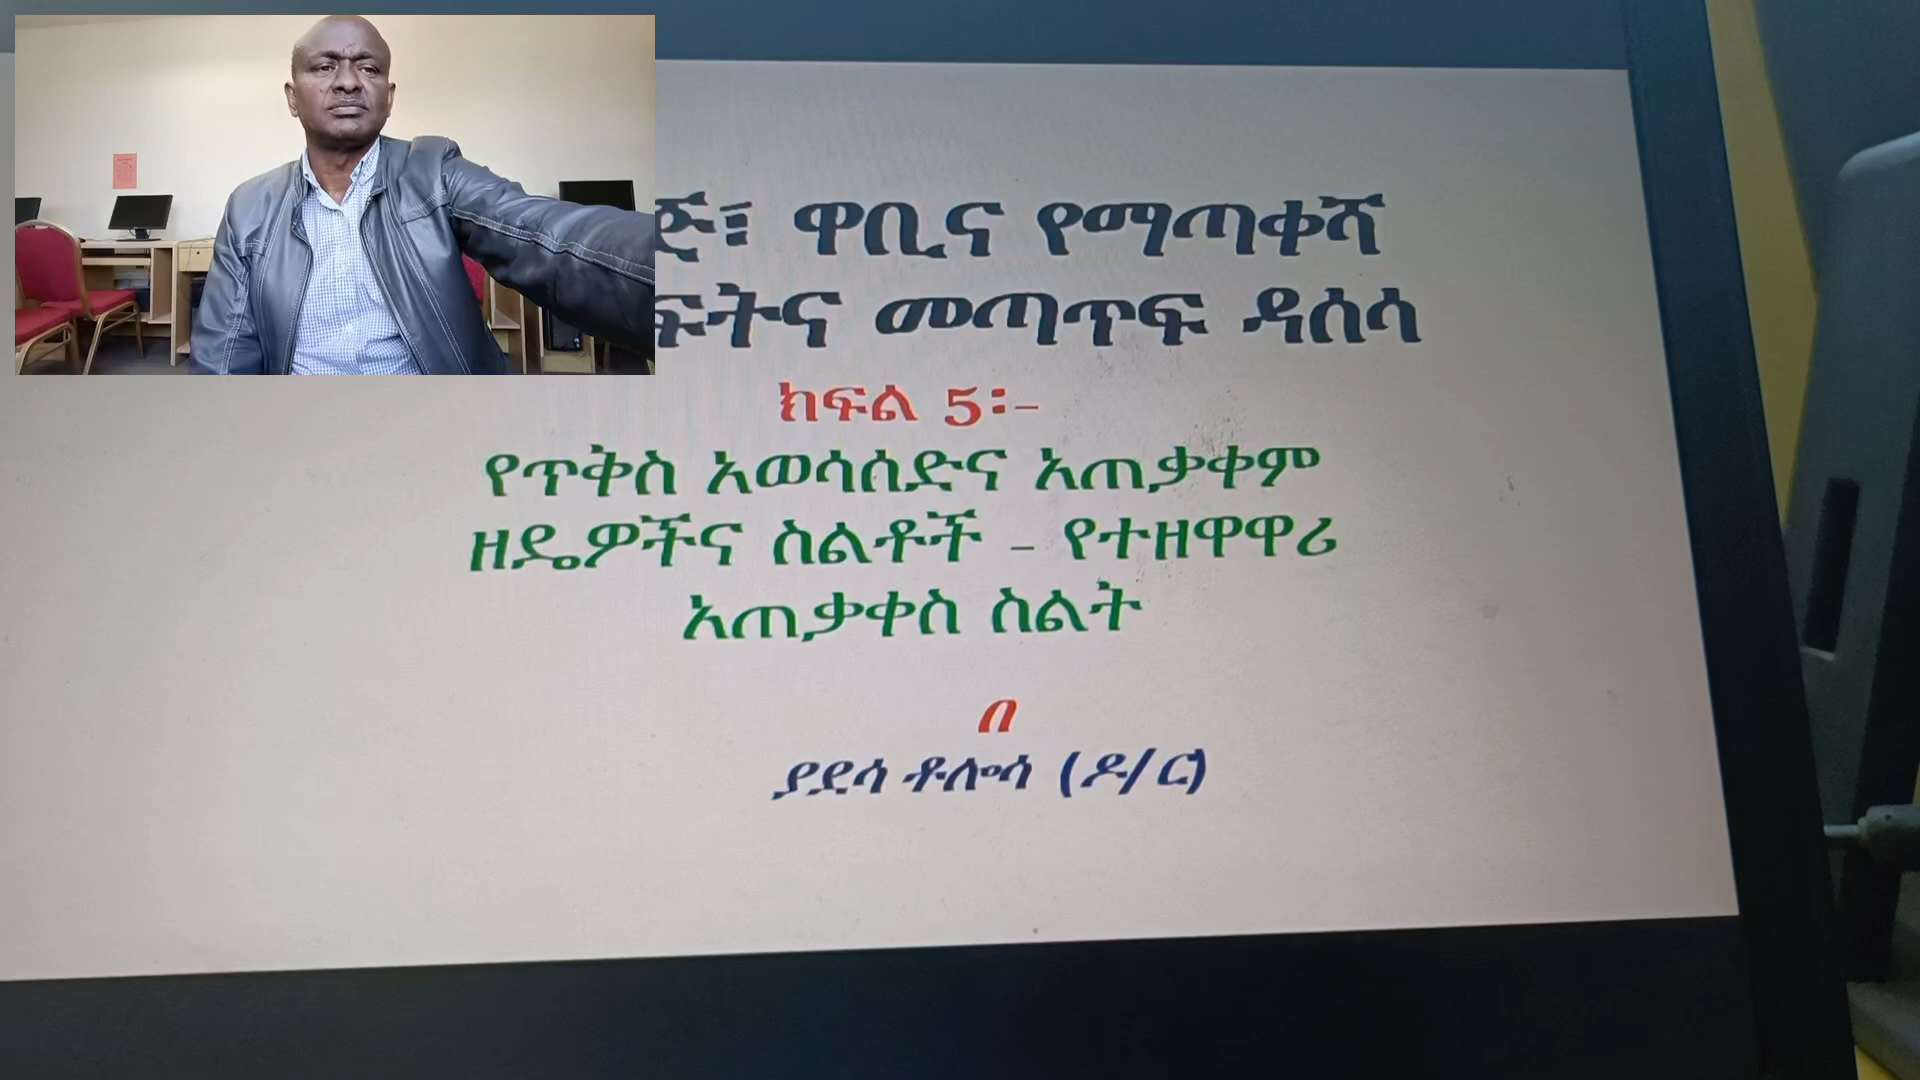 ዋቢና የማጣቀሻ
መጣጥፍ ዳሰሳ
ክፍል 5፡-
የጥቅስ አወሳሰድና አጠቃቀም
ዘዴዎችና ስልቶች - የተዘዋዋሪ
አጠቃቀስ ስልት
በ
ያደሳ ቶሎሳ (ዶ/ር)